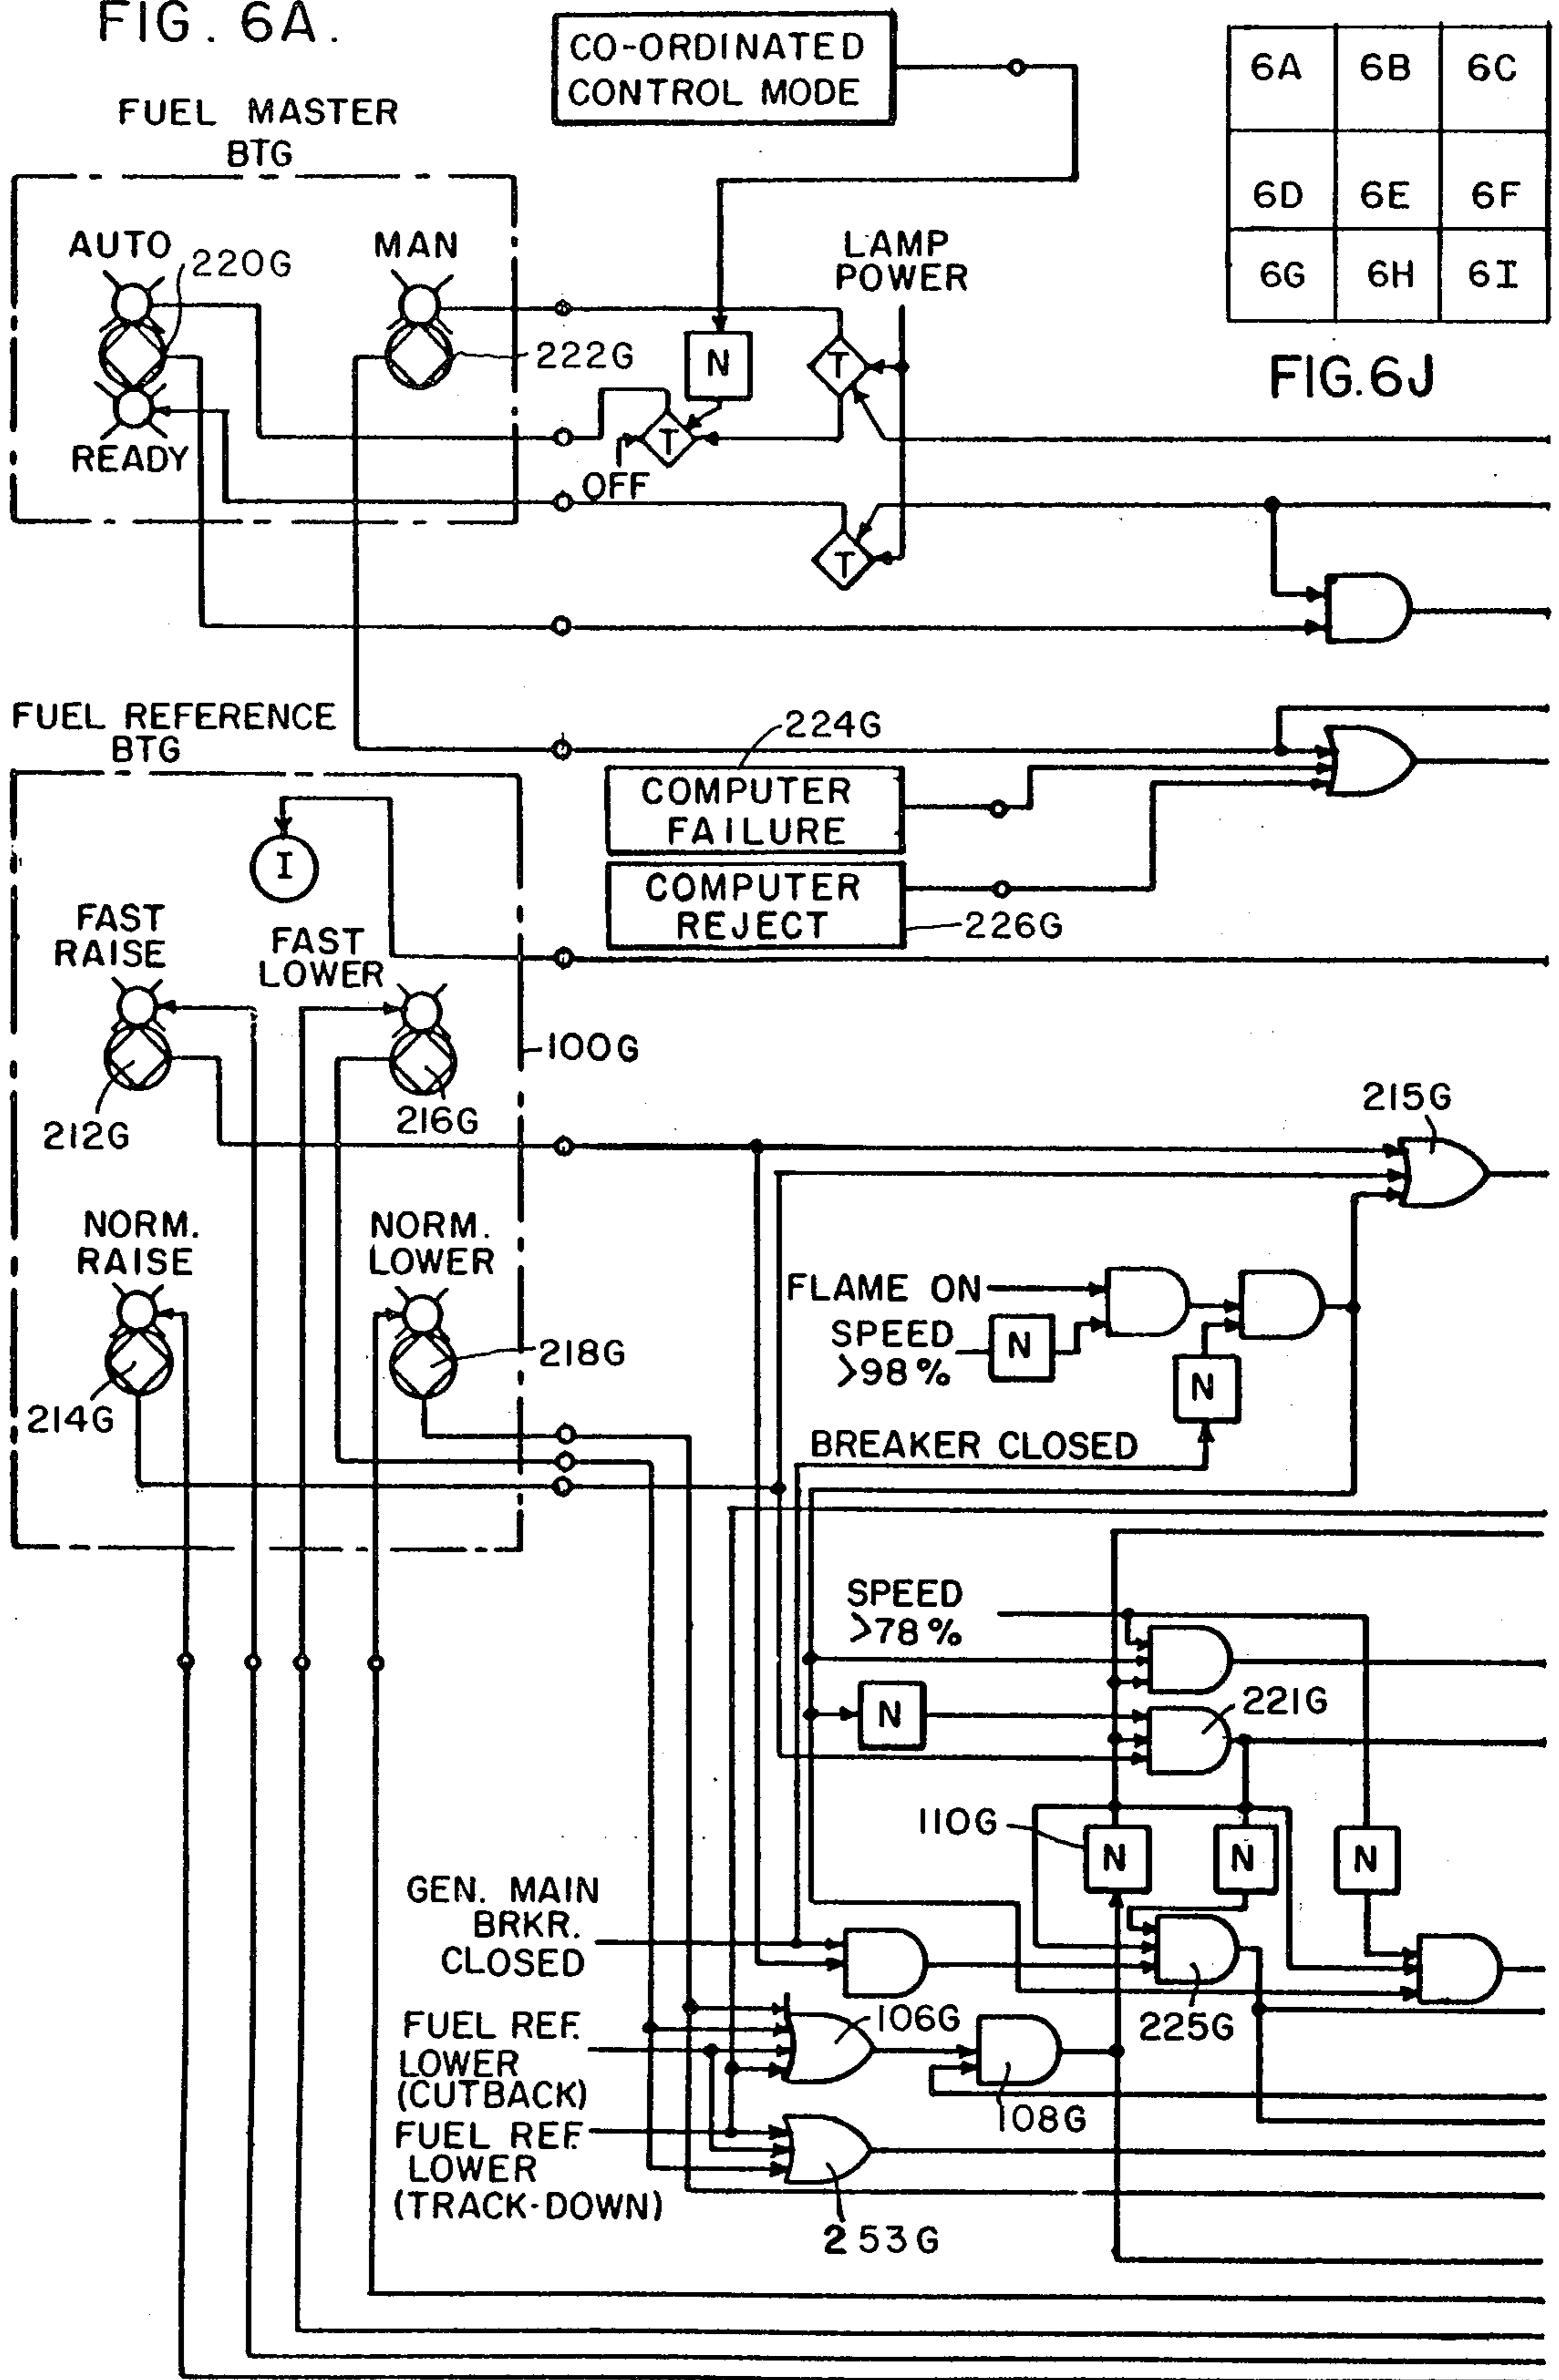 FIG. 6A.
CO-ORDINATED
CONTROL MODE
6A 6B 6C
6D 6E 6F
6G 6H 6I
FIG.6J
FUEL MASTER
BTG
AUTO
220G
MAN
222G
READY
LAMP
POWER
N
T
T
OFF
T
FUEL REFERENCE
BTG
224G
COMPUTER
FAILURE
COMPUTER
REJECT
226G
I
FAST
RAISE
FAST
LOWER
100G
212G
216G
215G
NORM.
RAISE
NORM.
LOWER
218G
214G
FLAME ON
SPEED
>98%
N
N
BREAKER CLOSED
SPEED
>78%
N
221G
110G
N
N
N
GEN. MAIN
BRKR.
CLOSED
225G
FUEL REF.
LOWER
(CUTBACK)
106G
108G
FUEL REF.
LOWER
(TRACK-DOWN)
253G